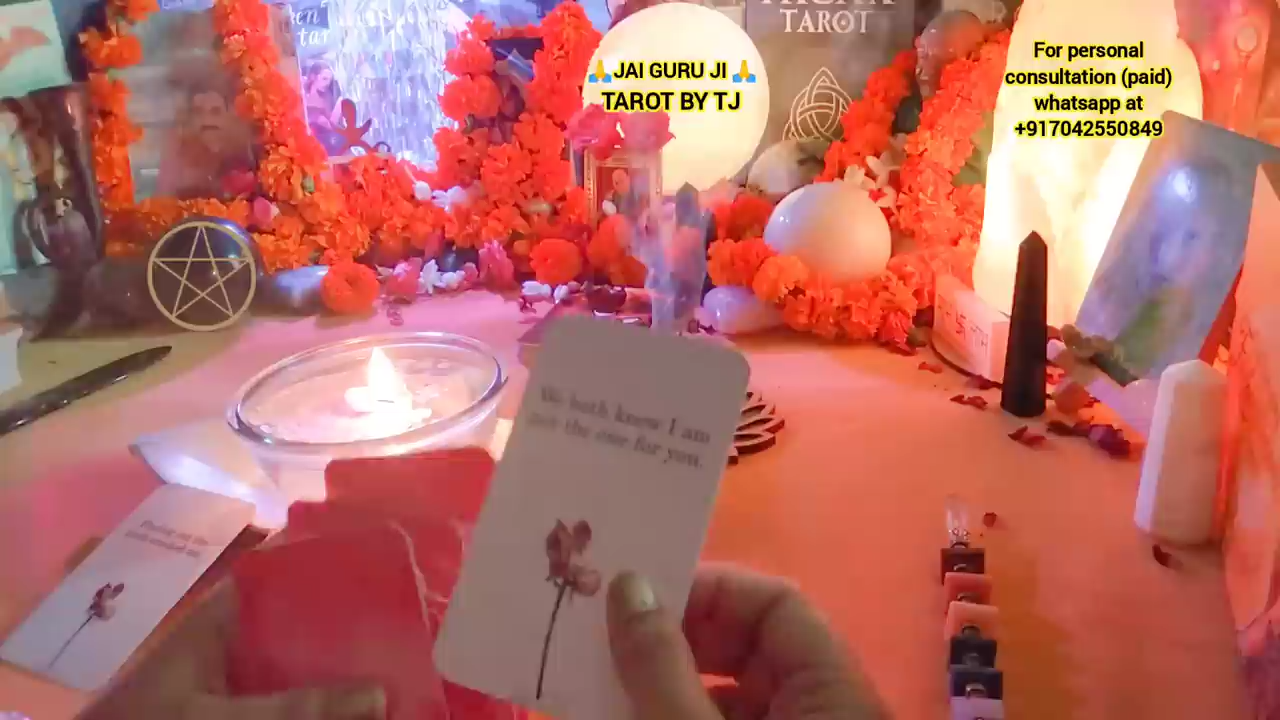 tar
TAROT
🙏JAI GURU JI 🙏
TAROT BY TJ
For personal
consultation (paid)
whatsapp at
+917042550849
We both know I am
not the one for you.